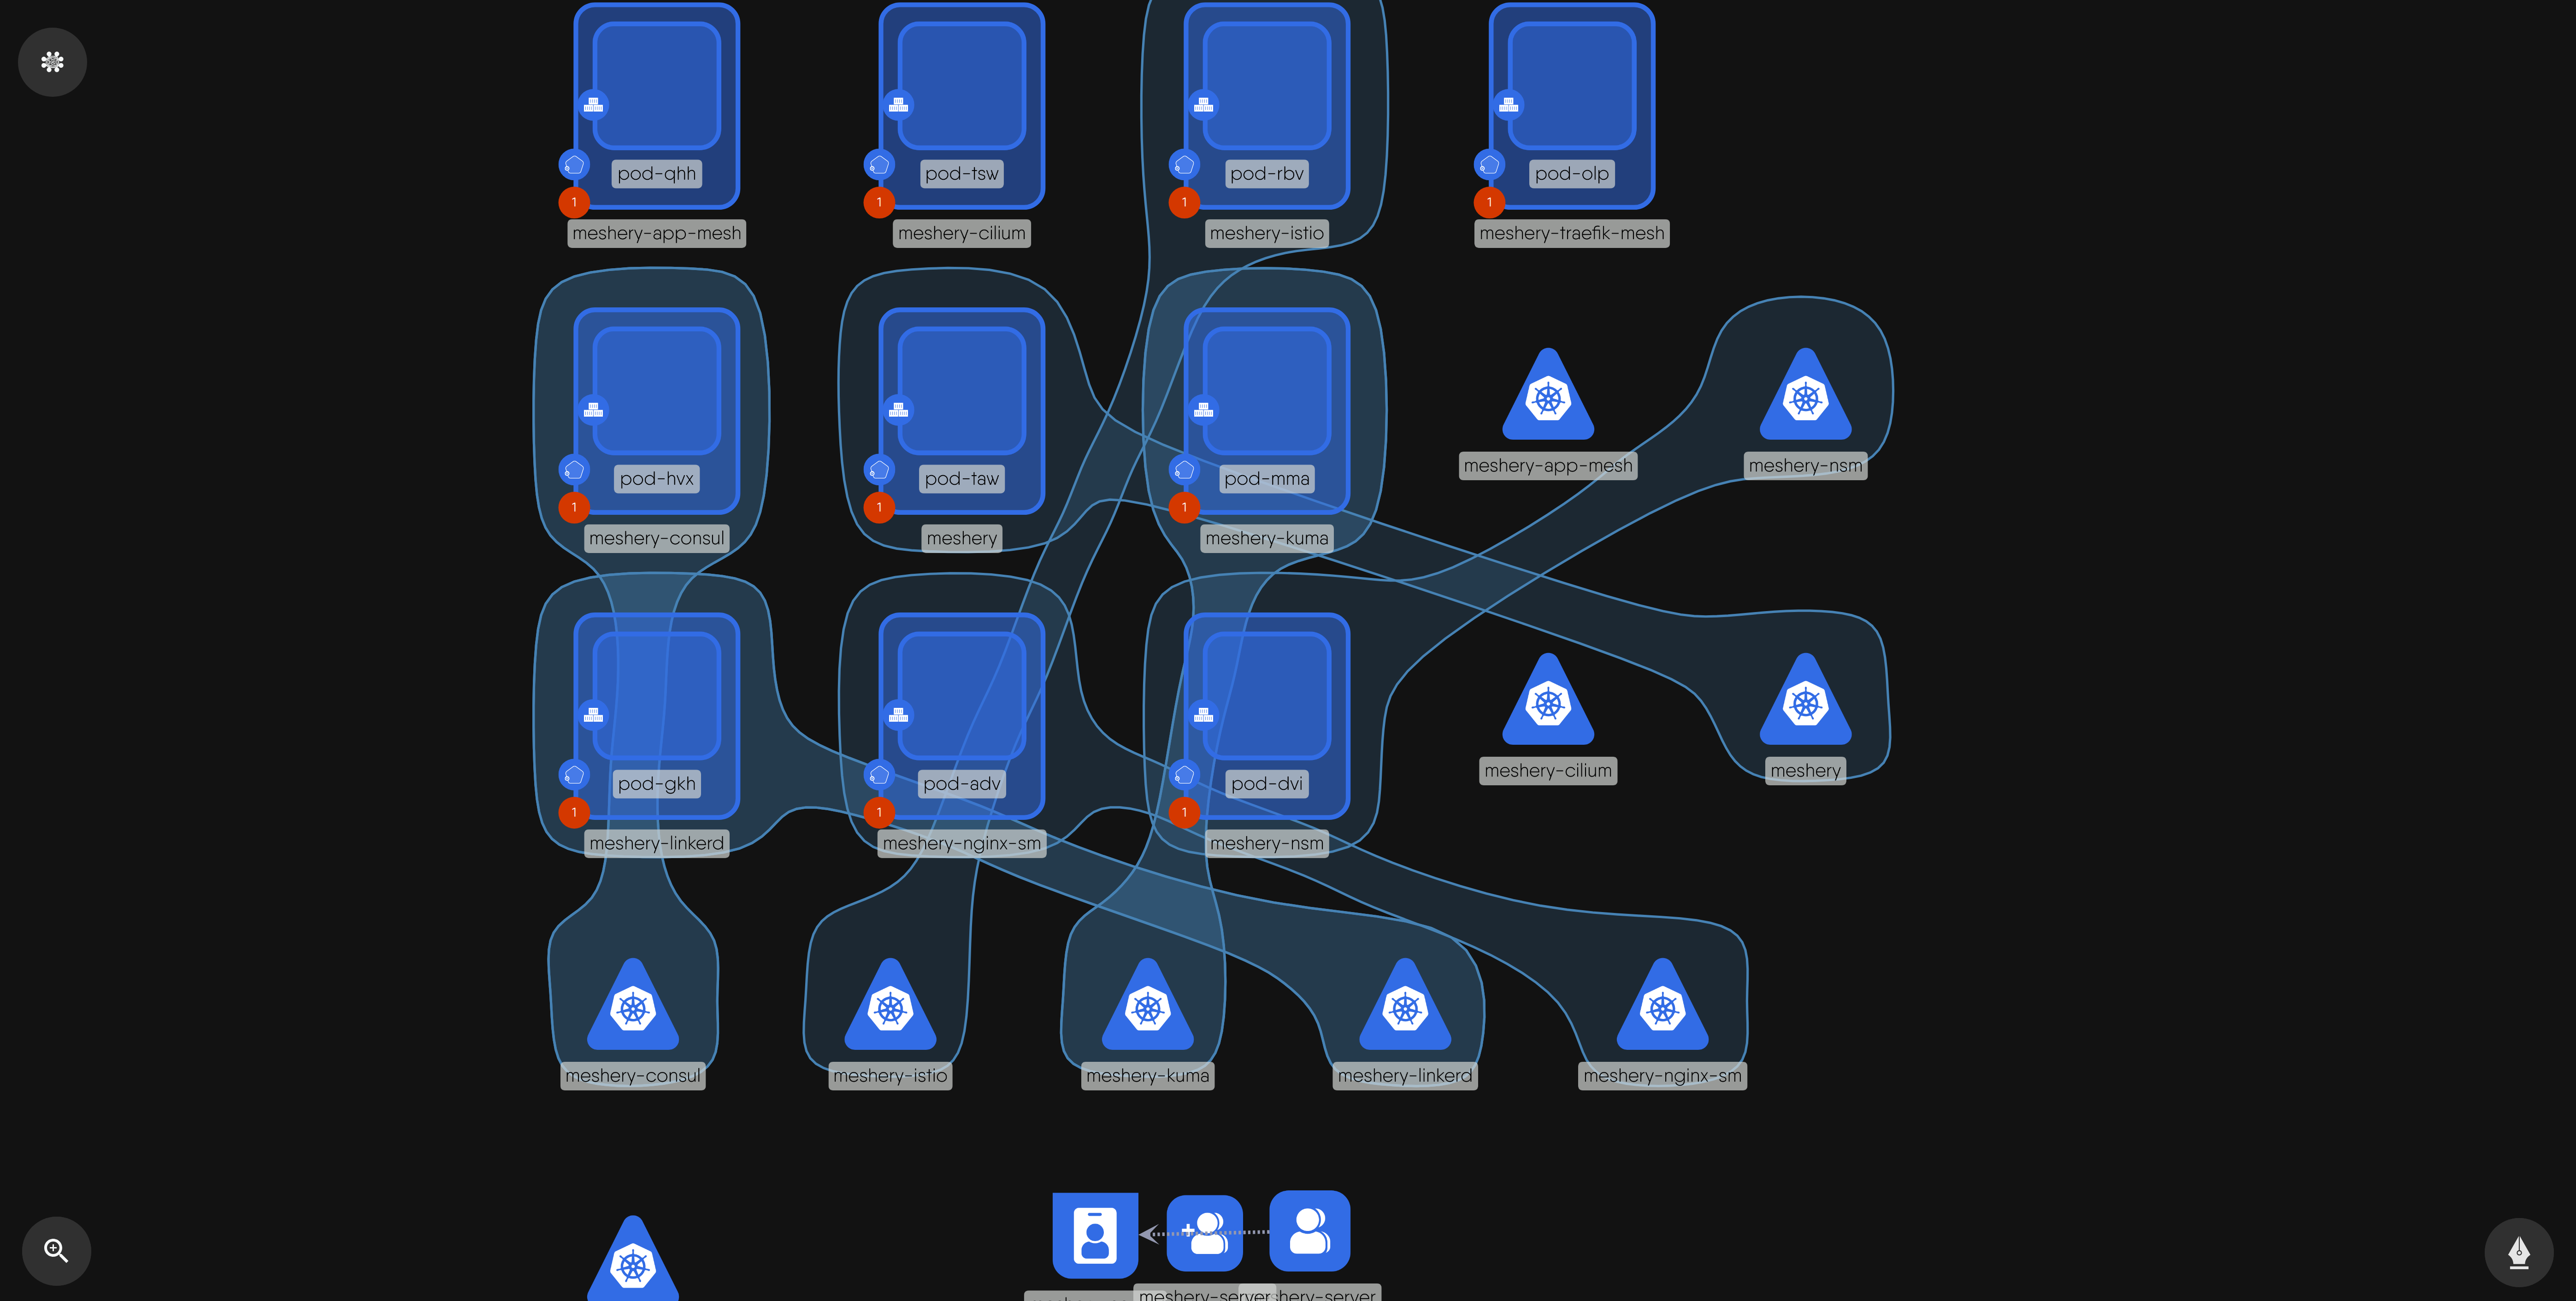 pod-qhh
pod-tsw
pod-rbv
pod-olp
1
1
1
1
meshery-app-mesh
meshery-cilium
meshery-istio
meshery-traefik-mesh
pod-hvx
pod-taw
pod-mma
meshery-app-mesh
meshery-nsm
1
1
1
meshery-consul
meshery
meshery-kuma
pod-gkh
pod-adv
pod-dvi
meshery-cilium
meshery
1
1
1
meshery-linkerd
meshery-nginx-sm
meshery-nsm
meshery-consul
meshery-istio
meshery-kuma
meshery-linkerd
meshery-nginx-sm
meshery-server
hery-server